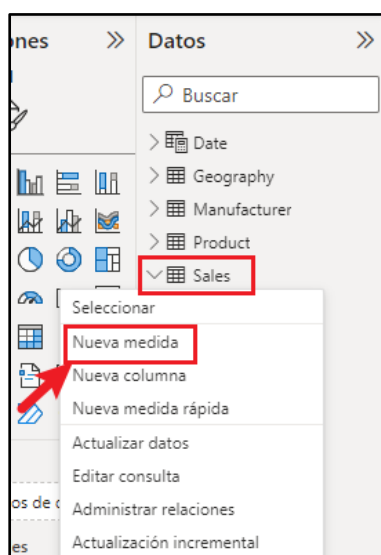 ones
Datos
Buscar
Date
Geography
Manufacturer
Product
Sales
Seleccionar
Nueva medida
Nueva columna
Nueva medida rápida
Actualizar datos
Editar consulta
os de
Administrar relaciones
es
Actualización incremental